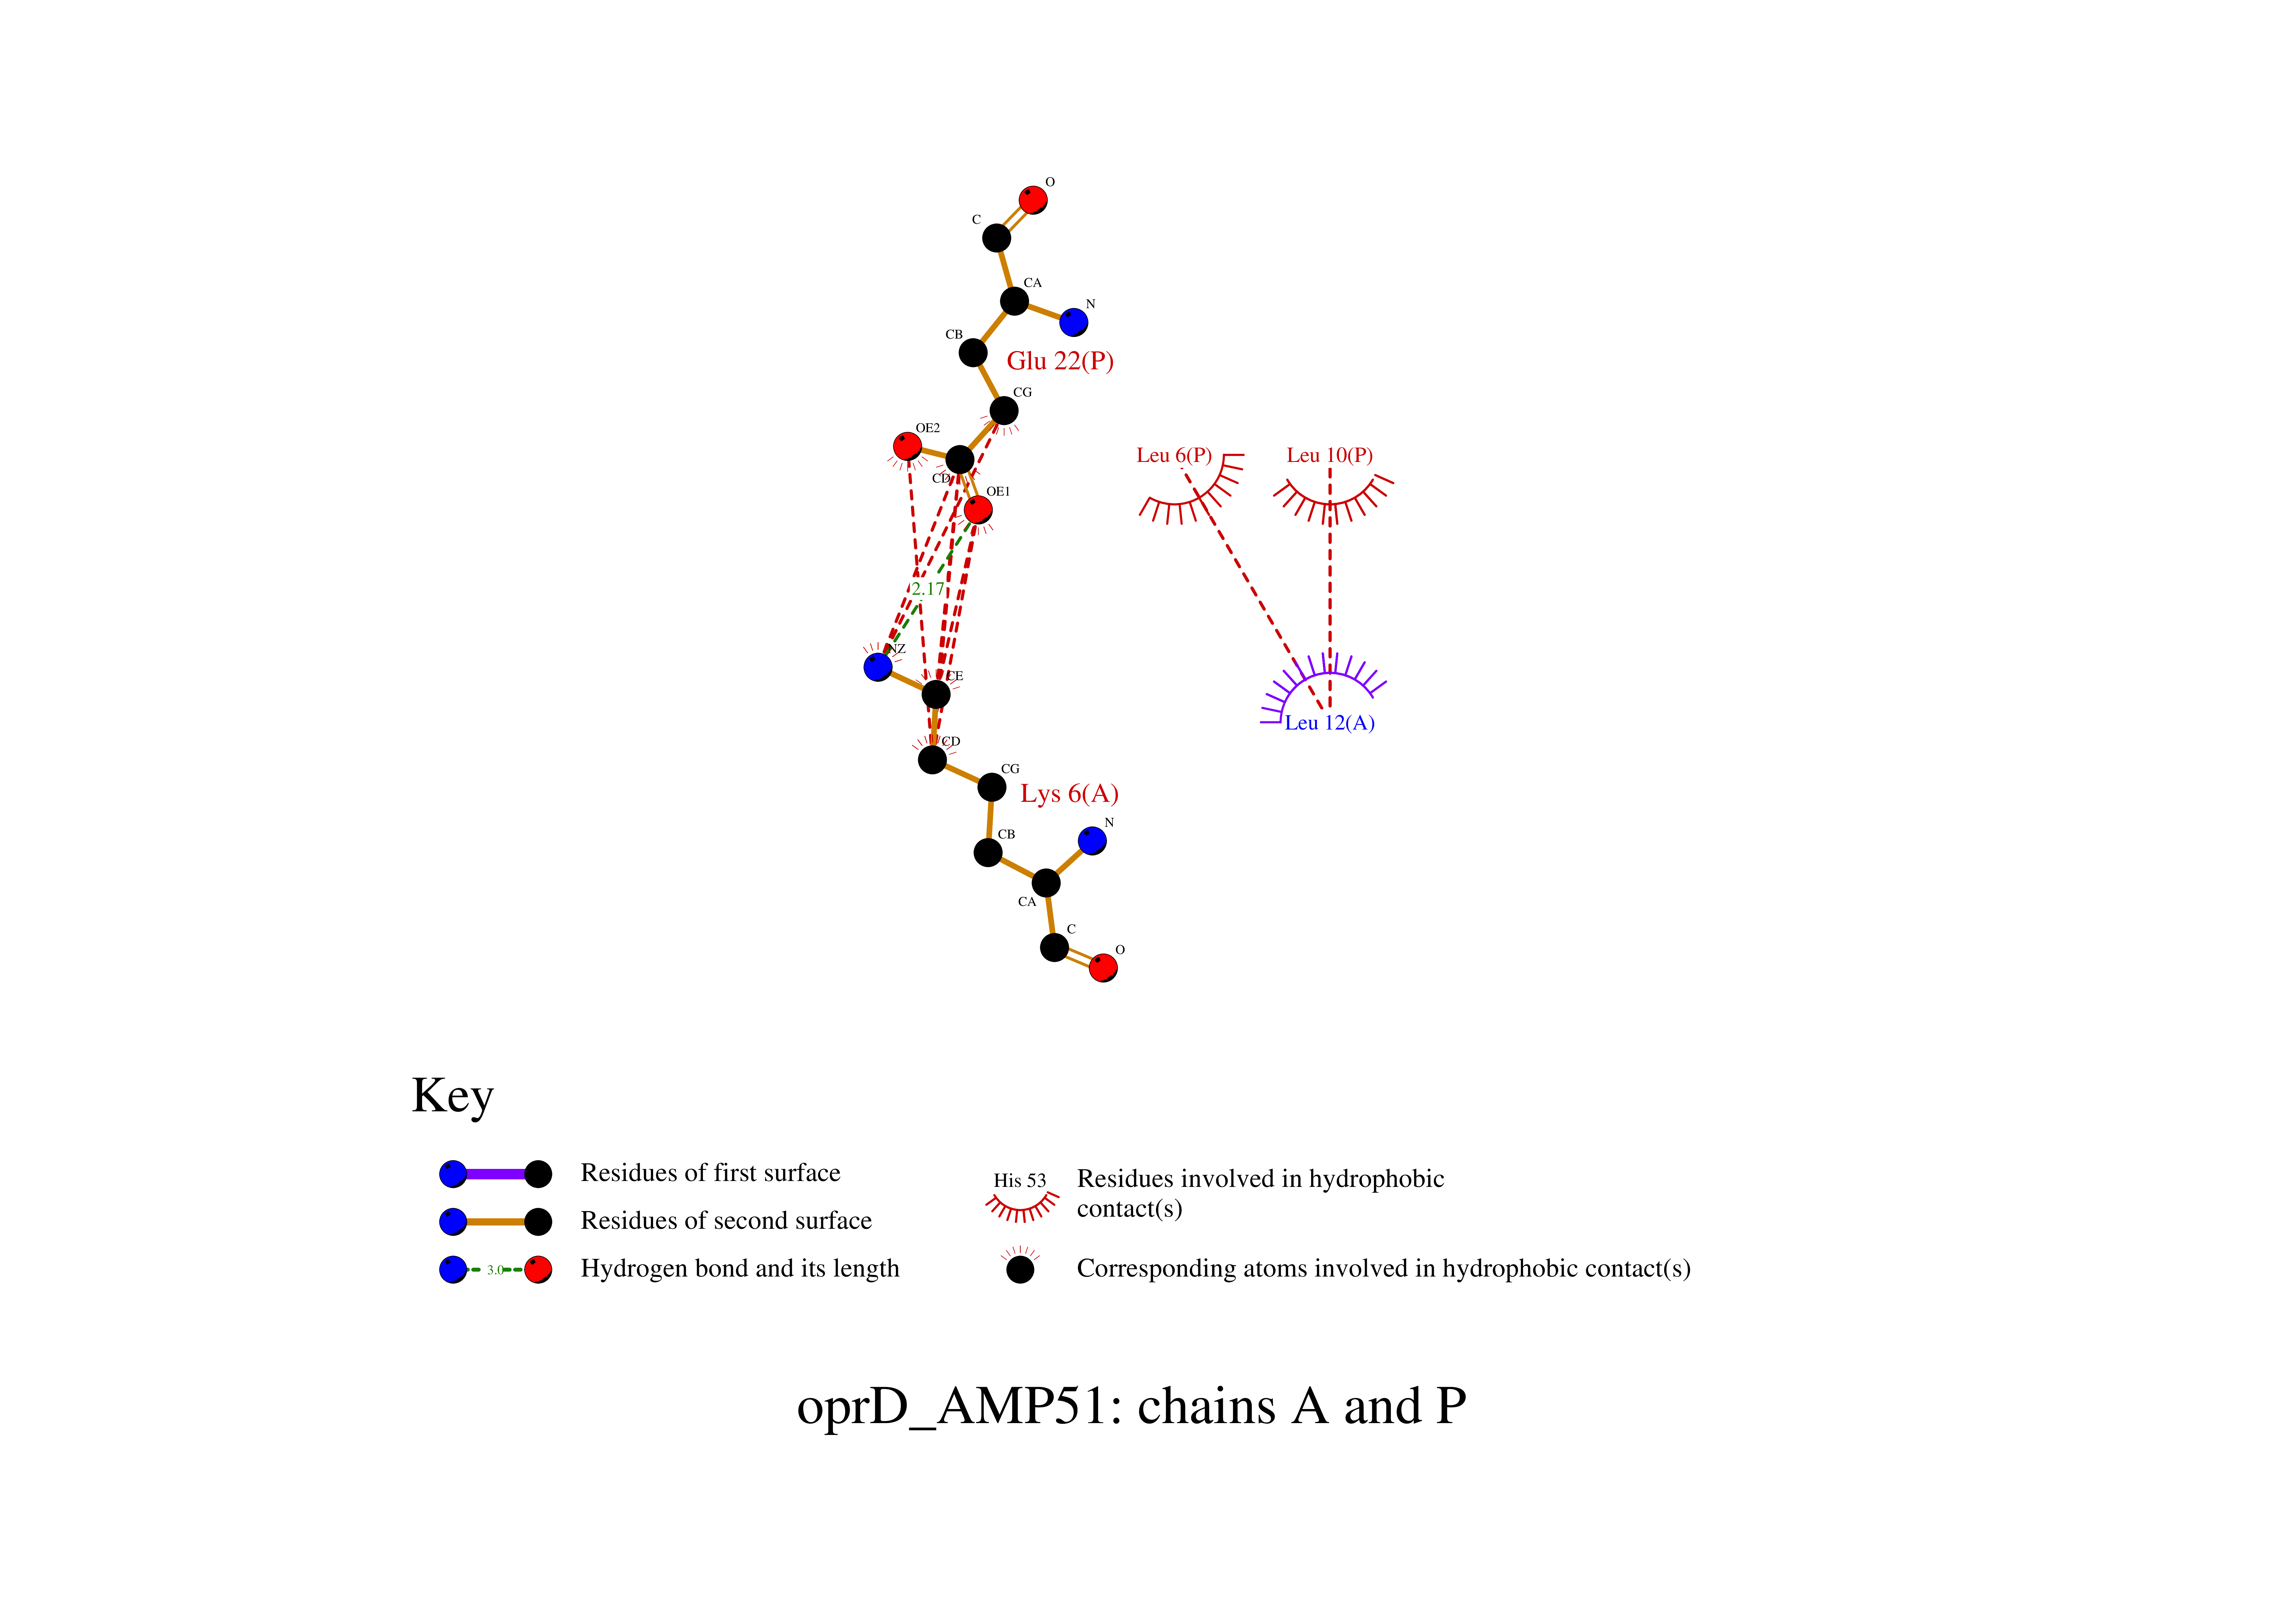 O
C
CA
N
CB
Glu 22(P)
CG
OE2
CD
OE1
Leu 6(P)
Leu 10(P)
2.17
NZ
CE
Leu 12(A)
CD
CG
Lys 6(A)
N
CB
CA
C
O
Key
Residues of first surface
Residues of second surface
3.0
Hydrogen bond and its length
His 53
Residues involved in hydrophobic
contact(s)
Corresponding atoms involved in hydrophobic contact(s)
oprD_AMP51: chains A and P